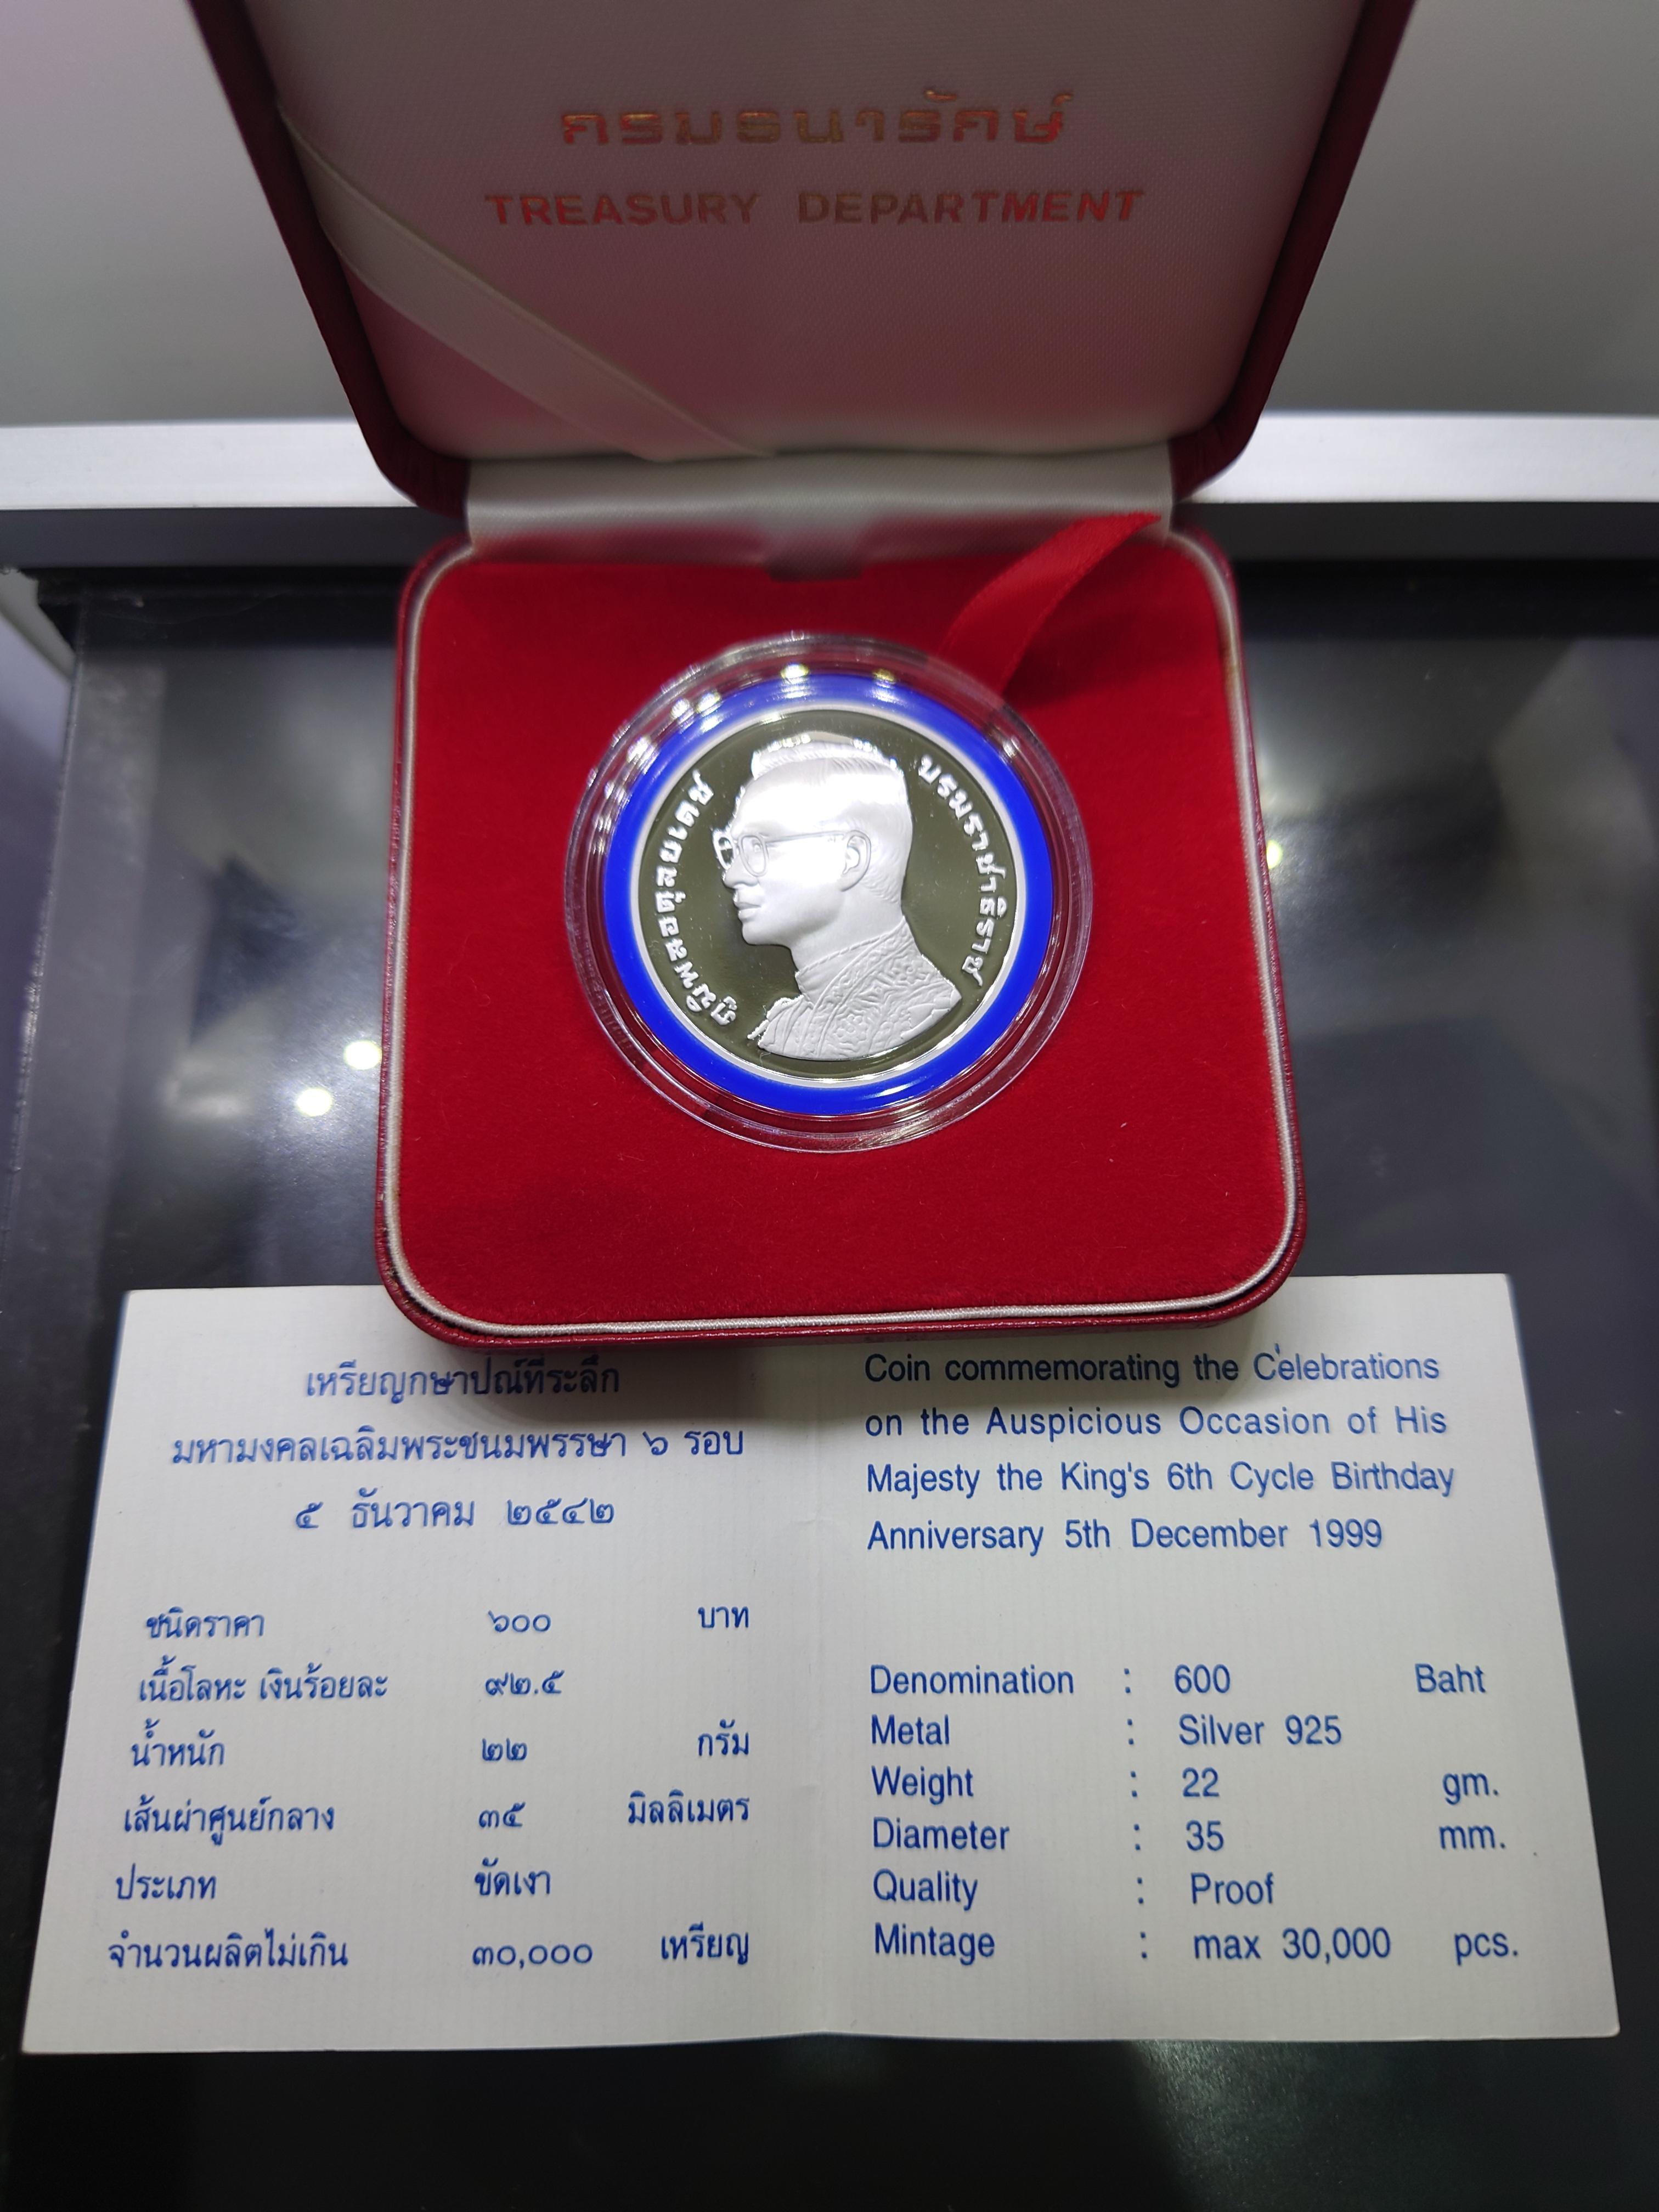 กรมธนารักษ์
TREASURY DEPARTMENT
ภูมิพลอดุลยเดช
บรมราชาธิราช
เหรียญกษาปณ์ที่ระลึก
มหามงคลเฉลิมพระชนมพรรษา ๖ รอบ
๕ ธันวาคม ๒๕๔๒
ชนิดราคา ๖๐๐ บาท
เนื้อโลหะ เงินร้อยละ ๙๒.๕
น้ำหนัก ๒๒ กรัม
เส้นผ่าศูนย์กลาง ๓๕ มิลลิเมตร
ประเภท ขัดเงา
จำนวนผลิตไม่เกิน ๓๐,๐๐๐ เหรียญ
Coin commemorating the Celebrations
on the Auspicious Occasion of His
Majesty the King's 6th Cycle Birthday
Anniversary 5th December 1999
Denomination : 600 Baht
Metal : Silver 925
Weight : 22 gm.
Diameter : 35 mm.
Quality : Proof
Mintage : max 30,000 pcs.